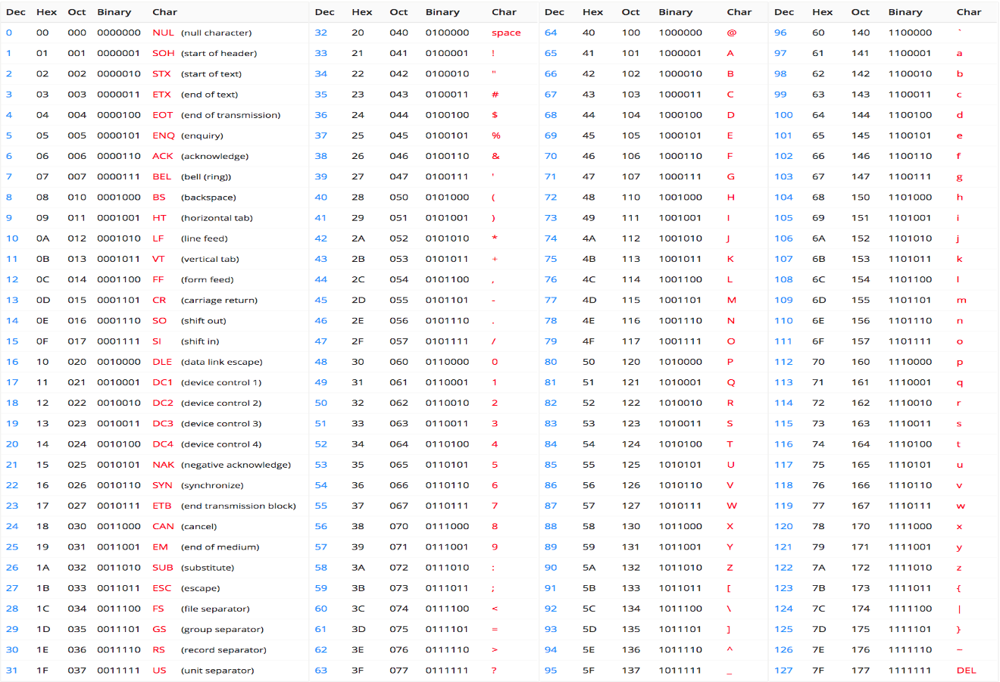 Dec Hex Oct Binary Char Dec Hex Oct Binary Char Dec Hex Oct Binary Char Dec Hex Oct Binary Char
0 00 000 0000000 NUL (null character) 32 20 040 0100000 space 64 40 100 1000000 @ 96 60 140 1100000 `
1 01 001 0000001 SOH (start of header) 33 21 041 0100001 ! 65 41 101 1000001 A 97 61 141 1100001 a
2 02 002 0000010 STX (start of text) 34 22 042 0100010 " 66 42 102 1000010 B 98 62 142 1100010 b
3 03 003 0000011 ETX (end of text) 35 23 043 0100011 # 67 43 103 1000011 C 99 63 143 1100011 c
4 04 004 0000100 EOT (end of transmission) 36 24 044 0100100 $ 68 44 104 1000100 D 100 64 144 1100100 d
5 05 005 0000101 ENQ (enquiry) 37 25 045 0100101 % 69 45 105 1000101 E 101 65 145 1100101 e
6 06 006 0000110 ACK (acknowledge) 38 26 046 0100110 & 70 46 106 1000110 F 102 66 146 1100110 f
7 07 007 0000111 BEL (bell (ring)) 39 27 047 0100111 ' 71 47 107 1000111 G 103 67 147 1100111 g
8 08 010 0001000 BS (backspace) 40 28 050 0101000 ( 72 48 110 1001000 H 104 68 150 1101000 h
9 09 011 0001001 HT (horizontal tab) 41 29 051 0101001 ) 73 49 111 1001001 I 105 69 151 1101001 i
10 0A 012 0001010 LF (line feed) 42 2A 052 0101010 * 74 4A 112 1001010 J 106 6A 152 1101010 j
11 0B 013 0001011 VT (vertical tab) 43 2B 053 0101011 + 75 4B 113 1001011 K 107 6B 153 1101011 k
12 0C 014 0001100 FF (form feed) 44 2C 054 0101100 , 76 4C 114 1001100 L 108 6C 154 1101100 l
13 0D 015 0001101 CR (carriage return) 45 2D 055 0101101 - 77 4D 115 1001101 M 109 6D 155 1101101 m
14 0E 016 0001110 SO (shift out) 46 2E 056 0101110 . 78 4E 116 1001110 N 110 6E 156 1101110 n
15 0F 017 0001111 SI (shift in) 47 2F 057 0101111 / 79 4F 117 1001111 O 111 6F 157 1101111 o
16 10 020 0010000 DLE (data link escape) 48 30 060 0110000 0 80 50 120 1010000 P 112 70 160 1110000 p
17 11 021 0010001 DC1 (device control 1) 49 31 061 0110001 1 81 51 121 1010001 Q 113 71 161 1110001 q
18 12 022 0010010 DC2 (device control 2) 50 32 062 0110010 2 82 52 122 1010010 R 114 72 162 1110010 r
19 13 023 0010011 DC3 (device control 3) 51 33 063 0110011 3 83 53 123 1010011 S 115 73 163 1110011 s
20 14 024 0010100 DC4 (device control 4) 52 34 064 0110100 4 84 54 124 1010100 T 116 74 164 1110100 t
21 15 025 0010101 NAK (negative acknowledge) 53 35 065 0110101 5 85 55 125 1010101 U 117 75 165 1110101 u
22 16 026 0010110 SYN (synchronize) 54 36 066 0110110 6 86 56 126 1010110 V 118 76 166 1110110 v
23 17 027 0010111 ETB (end transmission block) 55 37 067 0110111 7 87 57 127 1010111 W 119 77 167 1110111 w
24 18 030 0011000 CAN (cancel) 56 38 070 0111000 8 88 58 130 1011000 X 120 78 170 1111000 x
25 19 031 0011001 EM (end of medium) 57 39 071 0111001 9 89 59 131 1011001 Y 121 79 171 1111001 y
26 1A 032 0011010 SUB (substitute) 58 3A 072 0111010 : 90 5A 132 1011010 Z 122 7A 172 1111010 z
27 1B 033 0011011 ESC (escape) 59 3B 073 0111011 ; 91 5B 133 1011011 [ 123 7B 173 1111011 {
28 1C 034 0011100 FS (file separator) 60 3C 074 0111100 < 92 5C 134 1011100 \ 124 7C 174 1111100 |
29 1D 035 0011101 GS (group separator) 61 3D 075 0111101 = 93 5D 135 1011101 ] 125 7D 175 1111101 }
30 1E 036 0011110 RS (record separator) 62 3E 076 0111110 > 94 5E 136 1011110 ^ 126 7E 176 1111110 ~
31 1F 037 0011111 US (unit separator) 63 3F 077 0111111 ? 95 5F 137 1011111 _ 127 7F 177 1111111 DEL